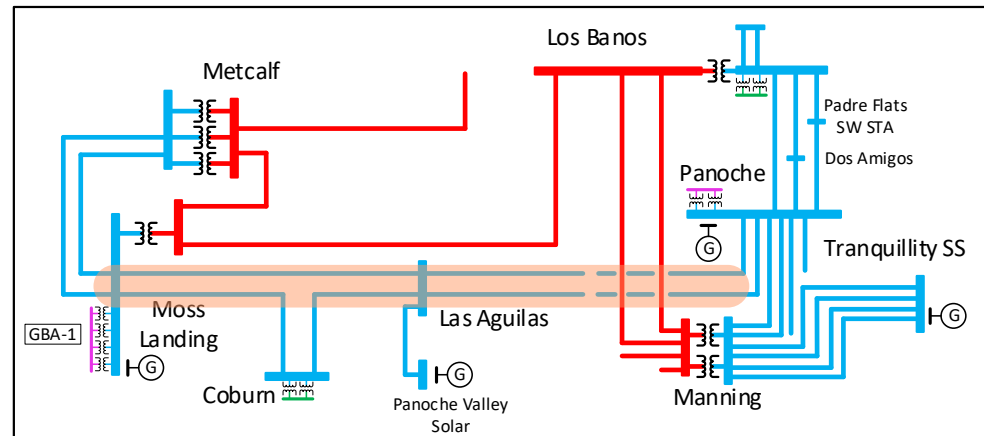 Los Banos
Metcalf
Padre Flats
SW STA
Dos Amigos
Panoche
G
Tranquillity SS
Moss
Landing
GBA-1
Las Aguilas
G
G
G
Coburn
Panoche Valley
Solar
Manning